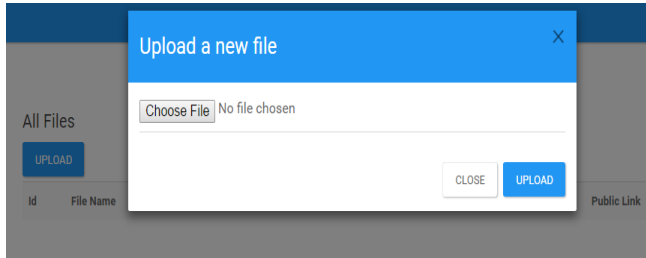 Upload a new file
X
Choose File No file chosen
All Files
UPLOAD
CLOSE UPLOAD
Id File Name Public Link